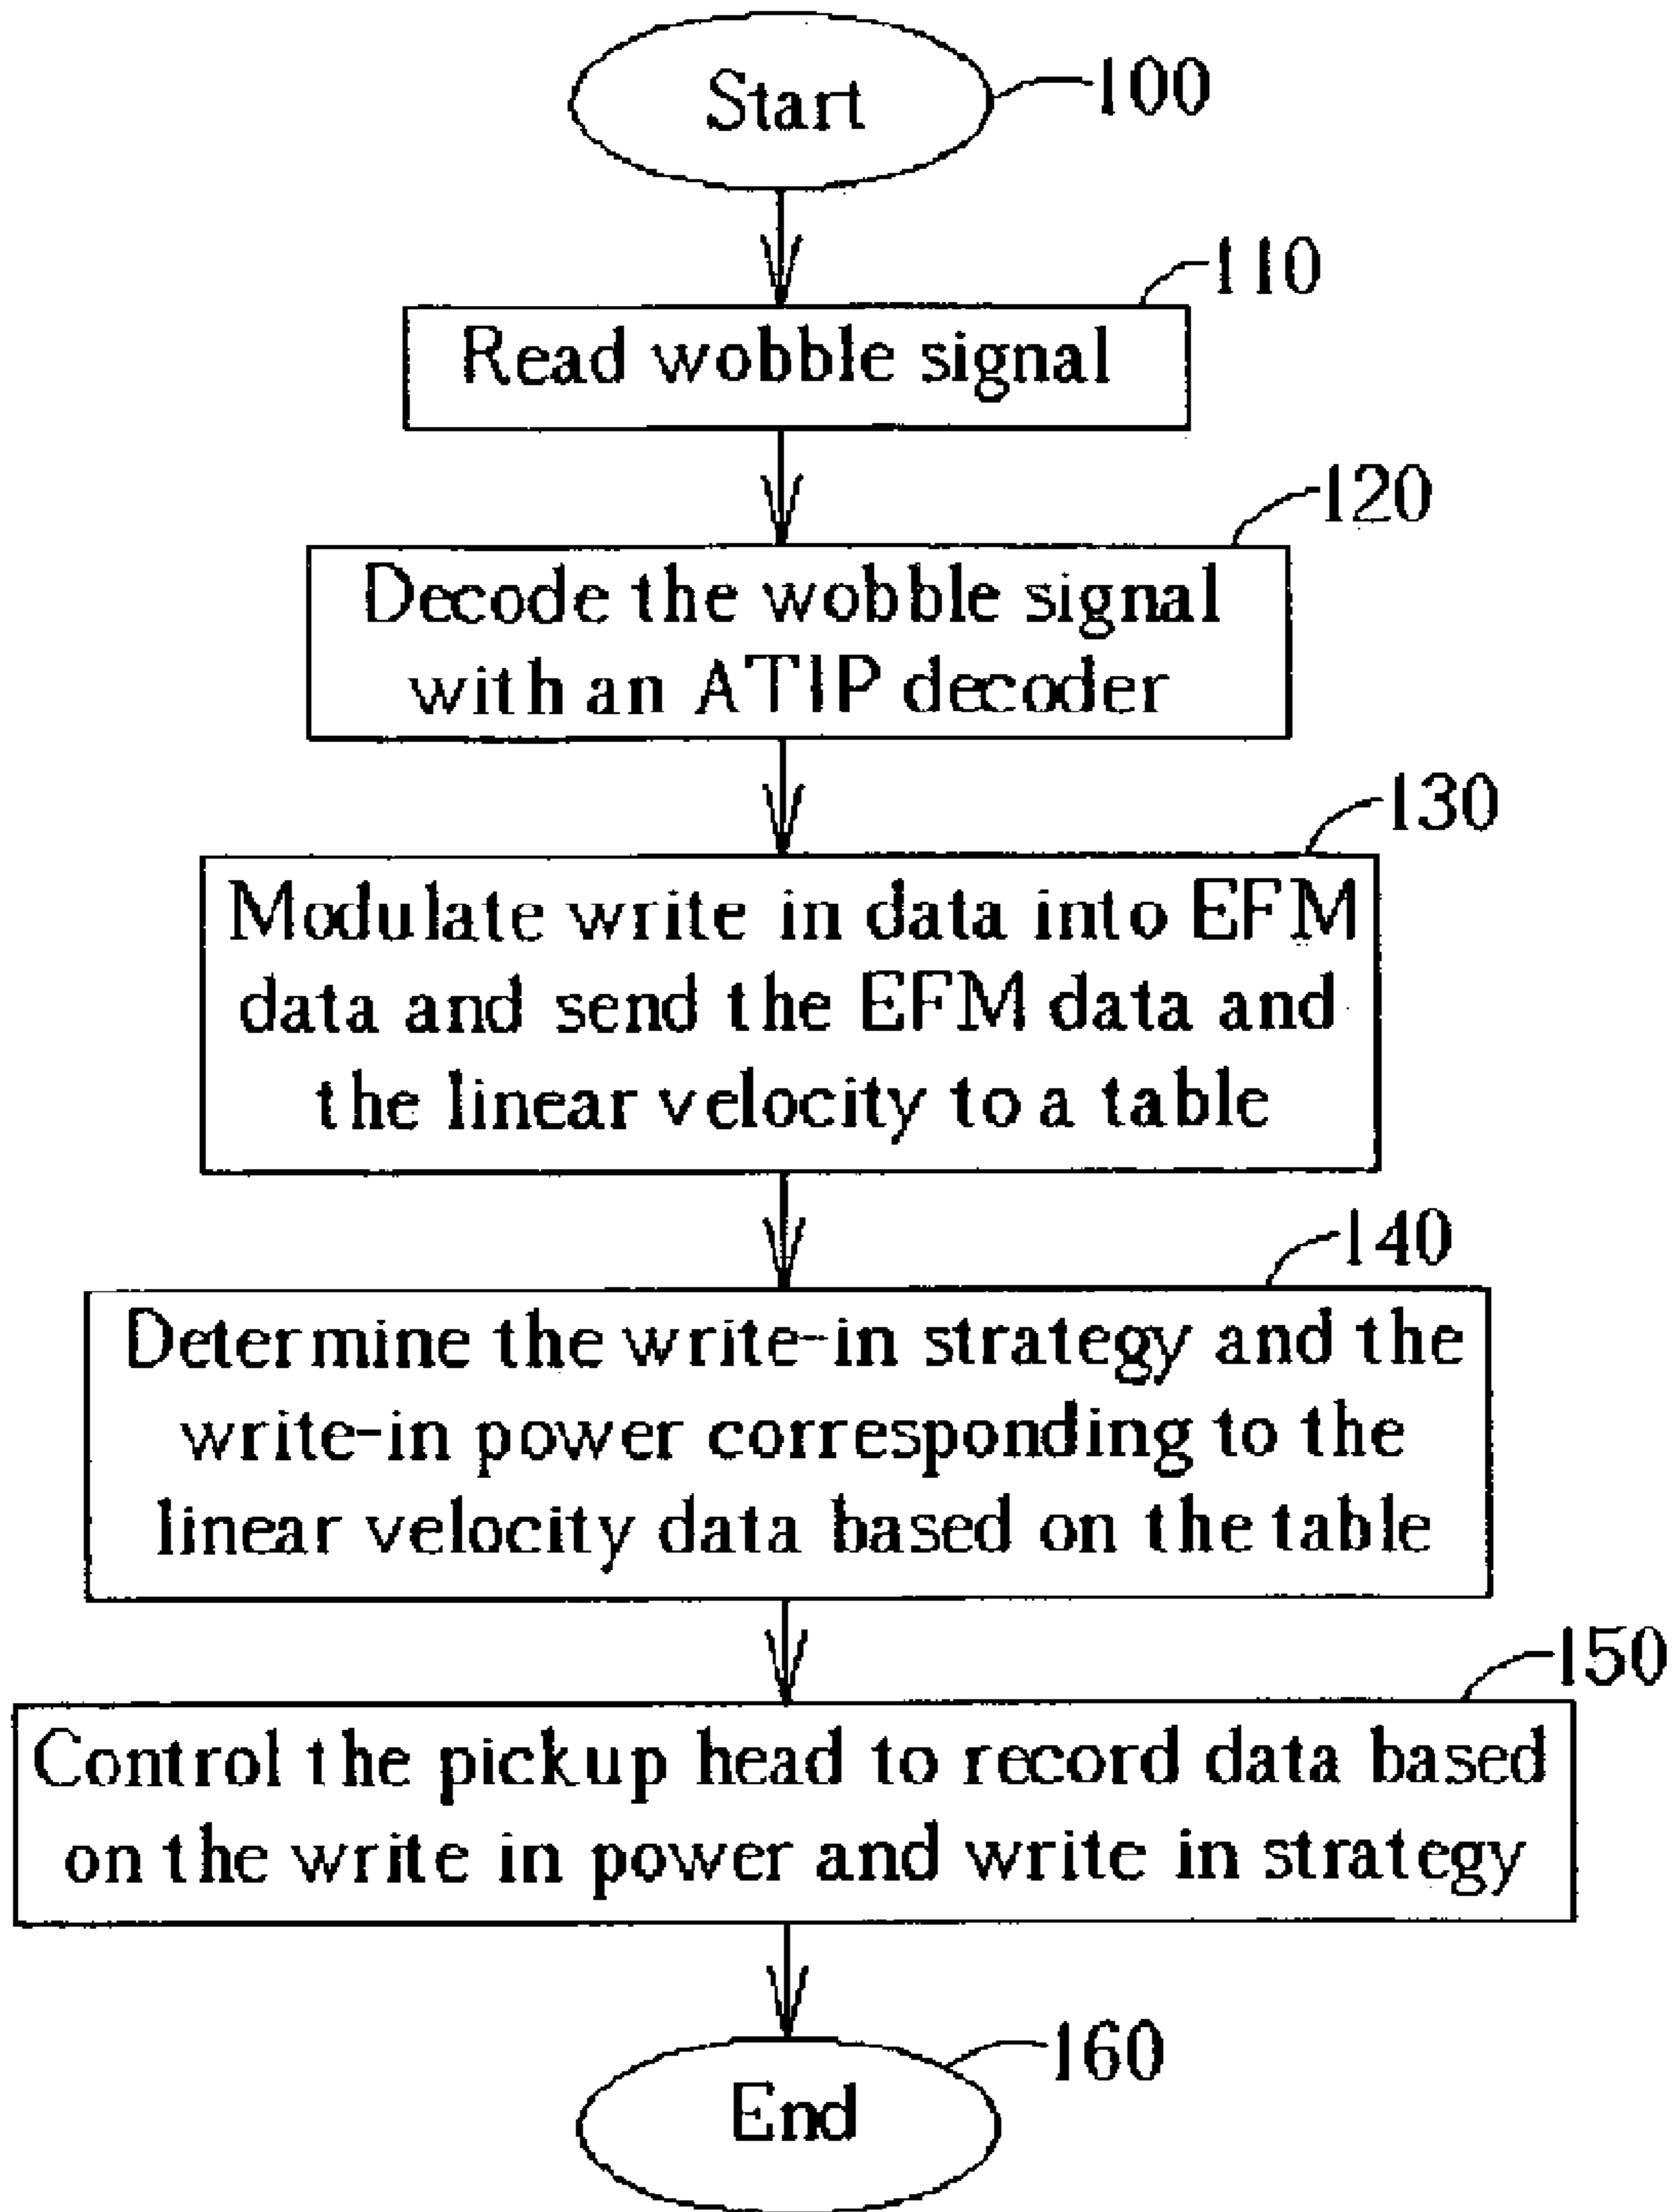 Start
100
110
Read wobble signal
120
Decode the wobble signal
with an ATIP decoder
130
Modulate write in data into EFM
data and send the EFM data and
the linear velocity to a table
140
Determine the write-in strategy and the
write-in power corresponding to the
linear velocity data based on the table
150
Control the pickup head to record data based
on the write in power and write in strategy
160
End